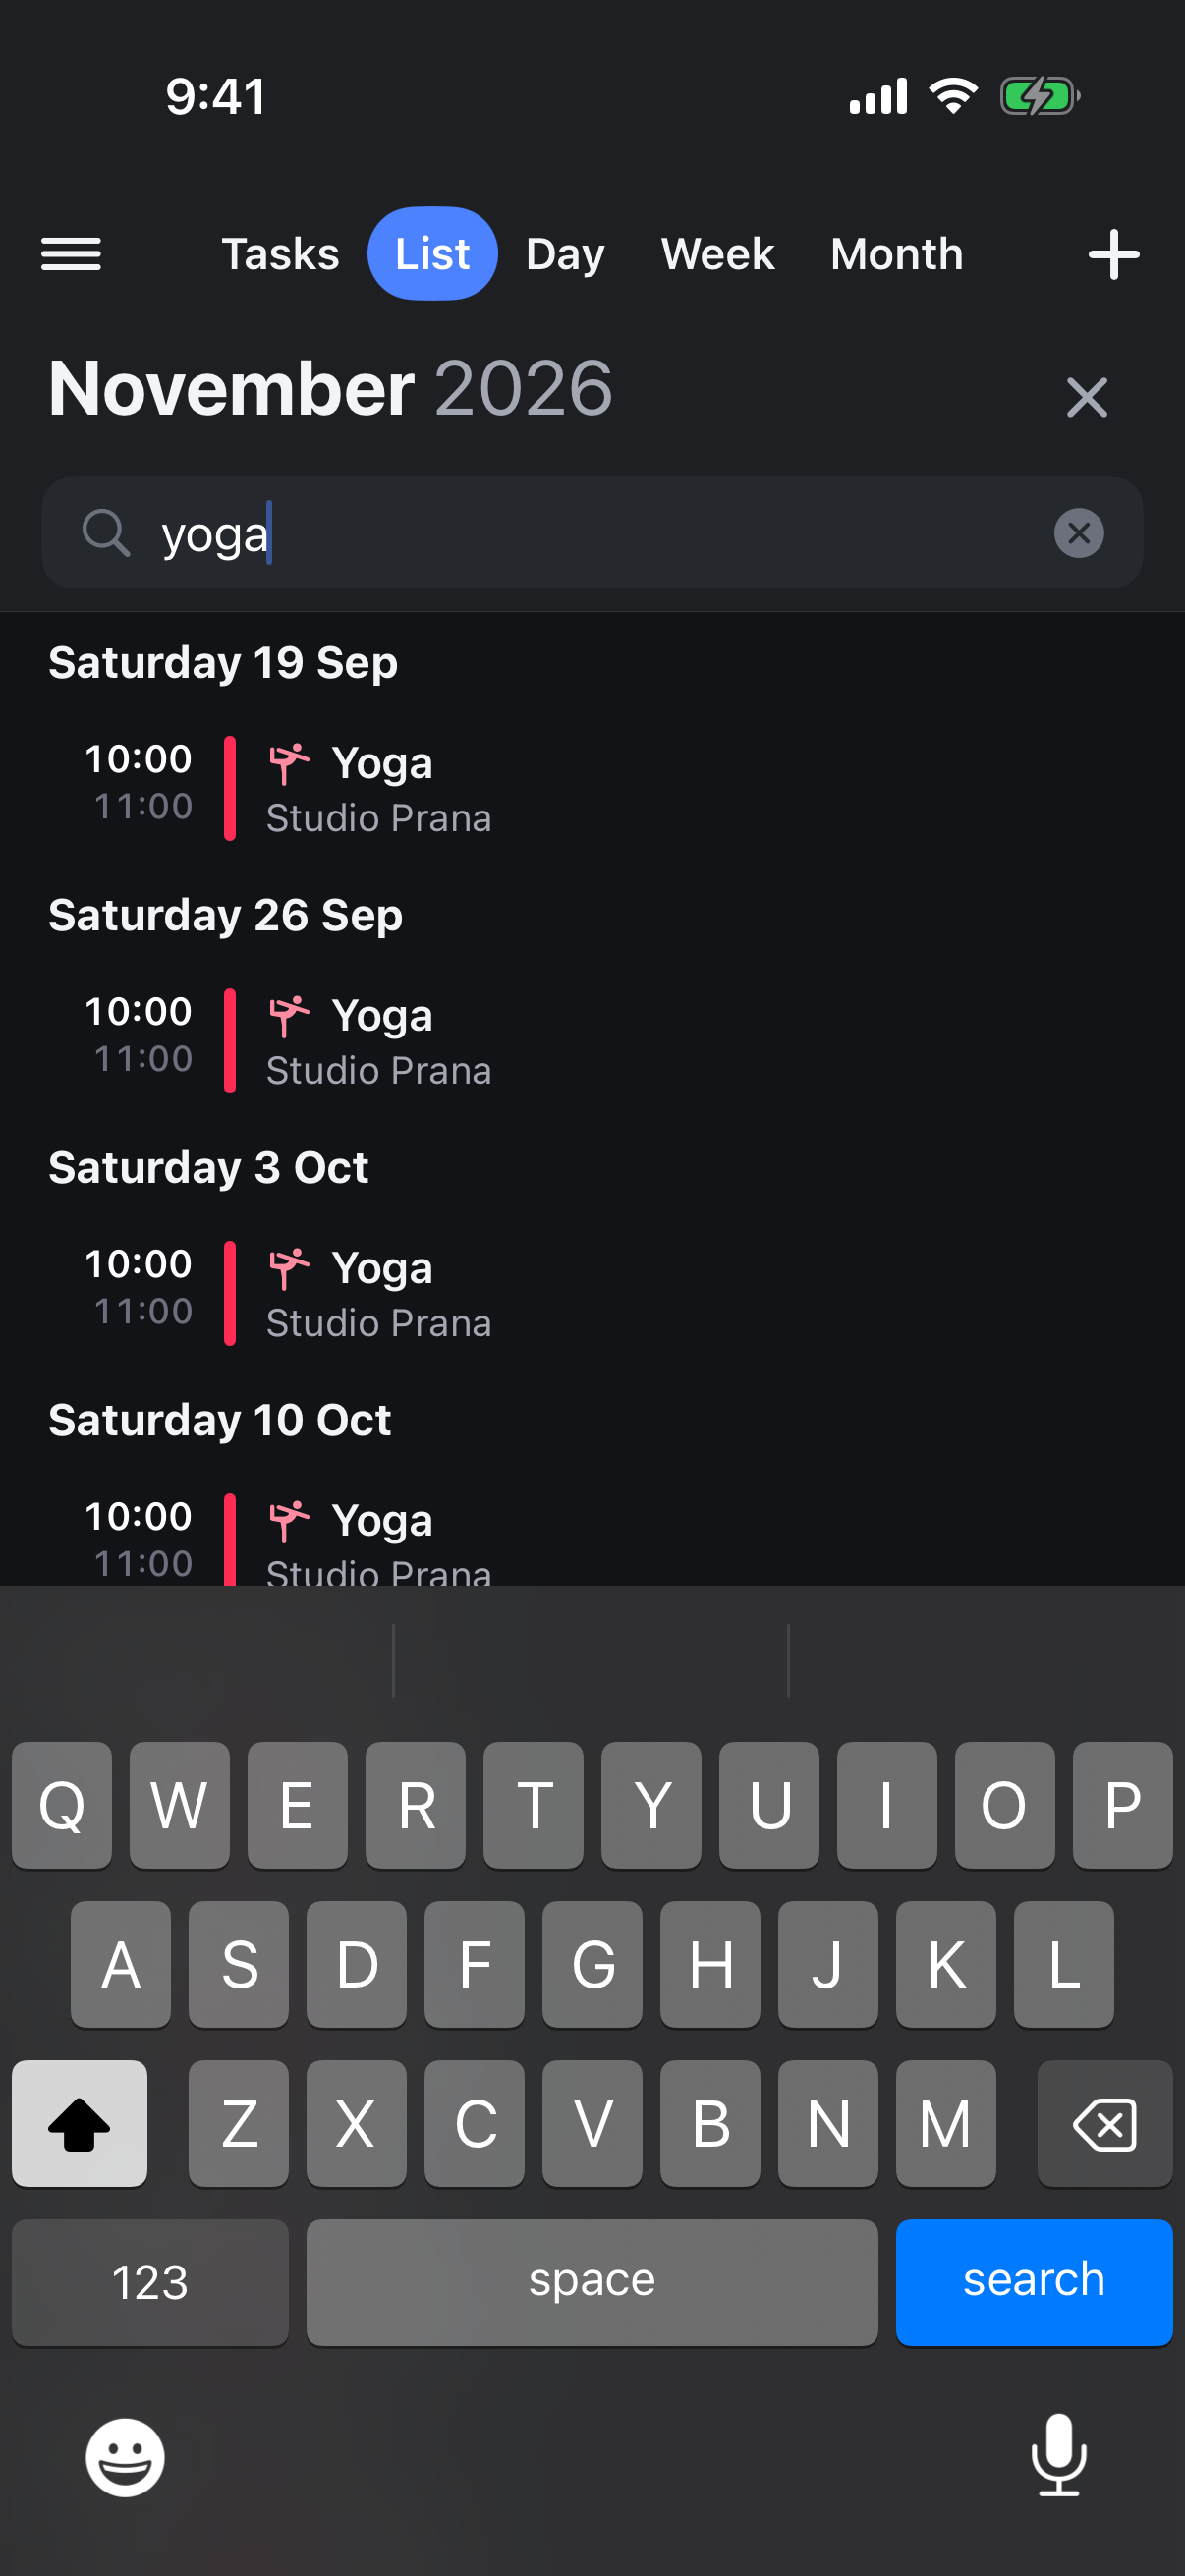 9:41
Tasks List Day Week Month
November 2026
yoga
Saturday 19 Sep
10:00 Yoga
11:00 Studio Prana
Saturday 26 Sep
10:00 Yoga
11:00 Studio Prana
Saturday 3 Oct
10:00 Yoga
11:00 Studio Prana
Saturday 10 Oct
10:00 Yoga
11:00 Studio Prana
Q W E R T Y U I O P
A S D F G H J K L
Z X C V B N M
123 space search